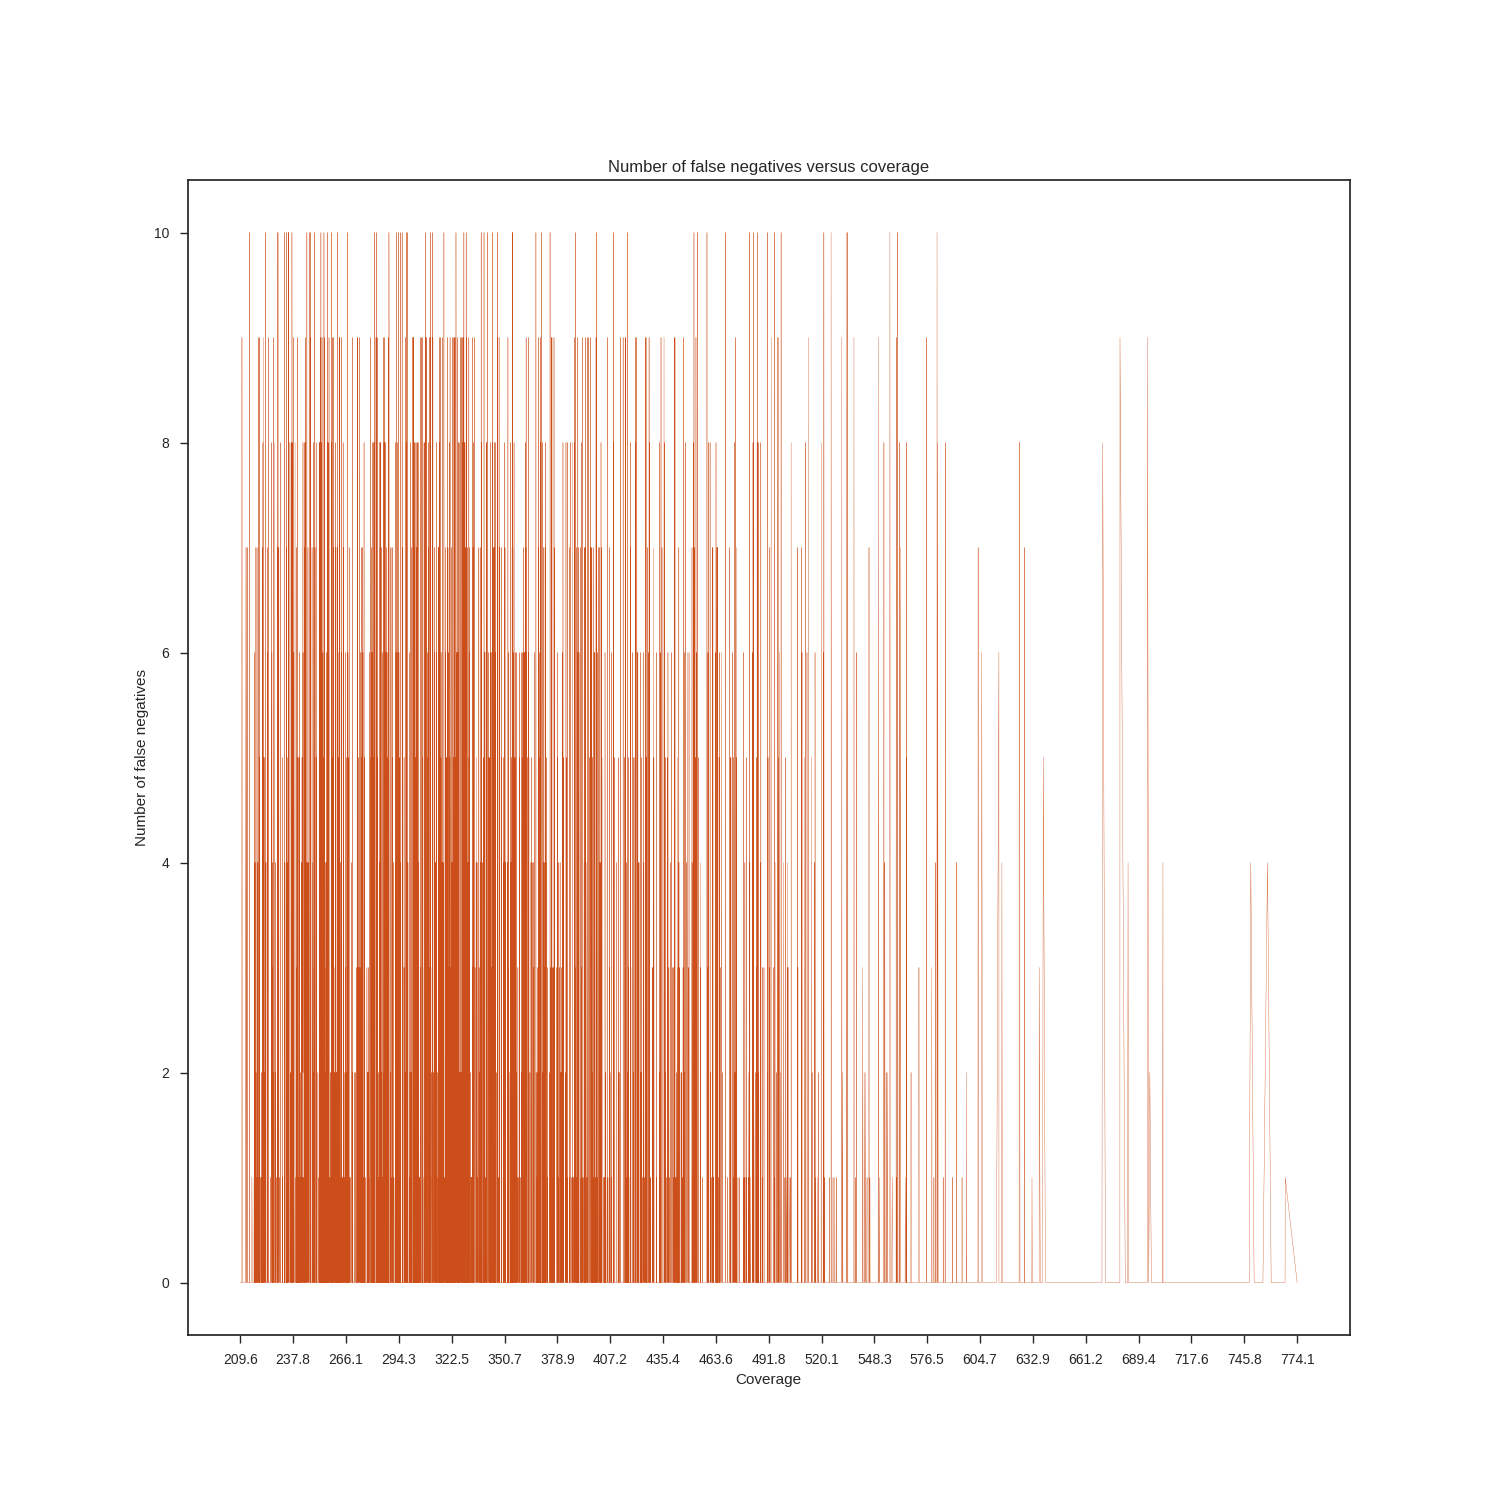 Number of false negatives versus coverage
10
8
6
4
2
0
Number of false negatives
209.6 237.8 266.1 294.3 322.5 350.7 378.9 407.2 435.4 463.6 491.8 520.1 548.3 576.5 604.7 632.9 661.2 689.4 717.6 745.8 774.1
Coverage